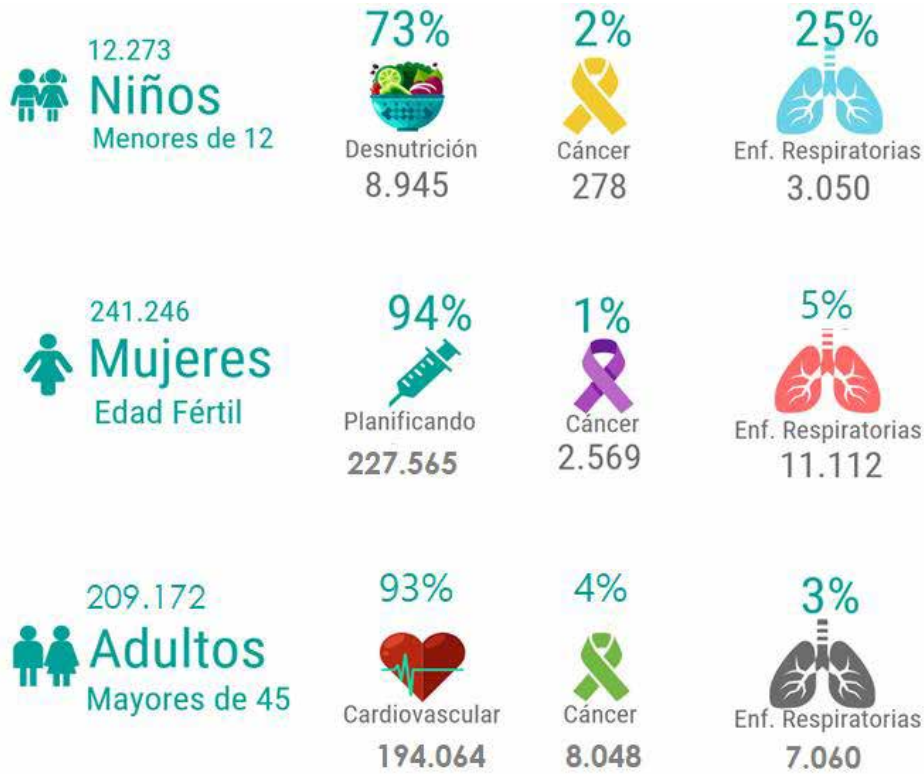 12.273
Niños
Menores de 12
73%
Desnutrición
8.945
2%
Cáncer
278
25%
Enf. Respiratorias
3.050
241.246
Mujeres
Edad Fértil
94%
Planificando
227.565
1%
Cáncer
2.569
5%
Enf. Respiratorias
11.112
209.172
Adultos
Mayores de 45
93%
Cardiovascular
194.064
4%
Cáncer
8.048
3%
Enf. Respiratorias
7.060